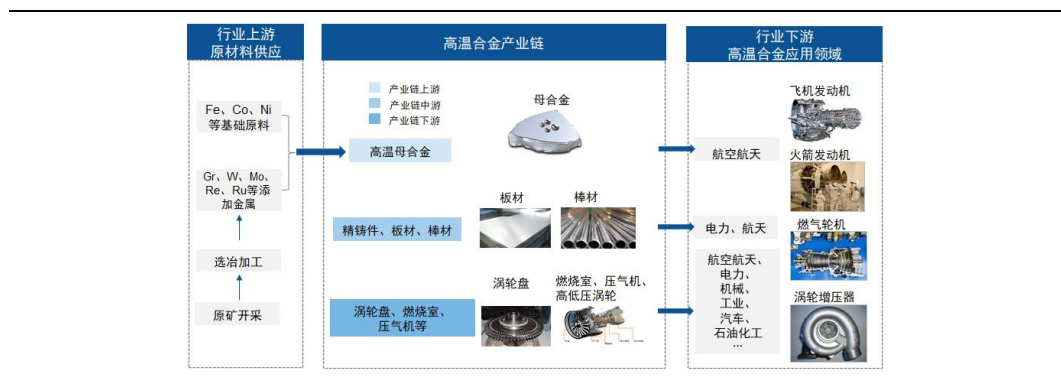 行业上游
原材料供应
Fe、Co、Ni
等基础原料
Gr、W、Mo、
Re、Ru等添
加金属
选冶加工
原矿开采
高温合金产业链
产业链上游
产业链中游
产业链下游
母合金
高温母合金
板材
棒材
精铸件、板材、棒材
涡轮盘
燃烧室、压气机、
高低压涡轮
涡轮盘、燃烧室、
压气机等
行业下游
高温合金应用领域
飞机发动机
航空航天
火箭发动机
电力、航天
燃气轮机
航空航天、
电力、
机械、
工业、
汽车、
石油化工
...
涡轮增压器